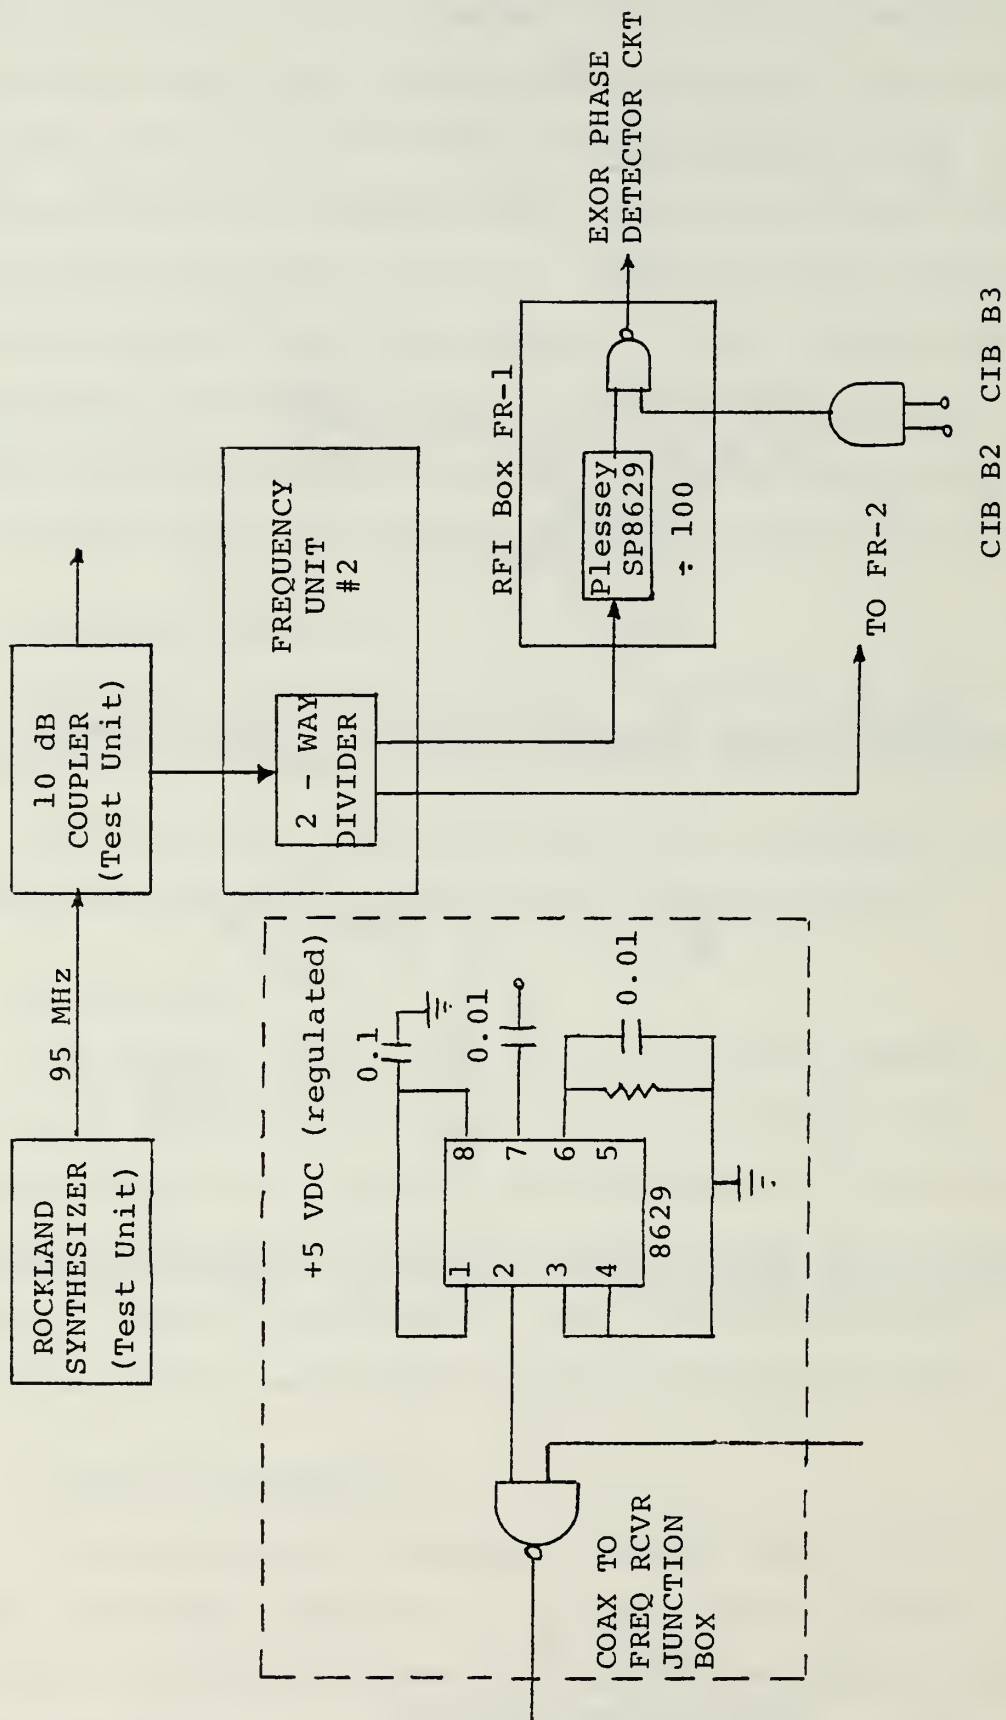 ROCKLAND
SYNTHESIZER
(Test Unit)
95 MHz
10 dB
COUPLER
(Test Unit)
FREQUENCY
UNIT
#2
2 - WAY
DIVIDER
RFI Box FR-1
Plessey
SP8629
÷ 100
EXOR PHASE
DETECTOR CKT
TO FR-2
CIB B2 CIB B3
+5 VDC (regulated)
0.1
0.01
0.01
1
2
3
4
8
7
6
5
8629
COAX TO
FREQ RCVR
JUNCTION
BOX